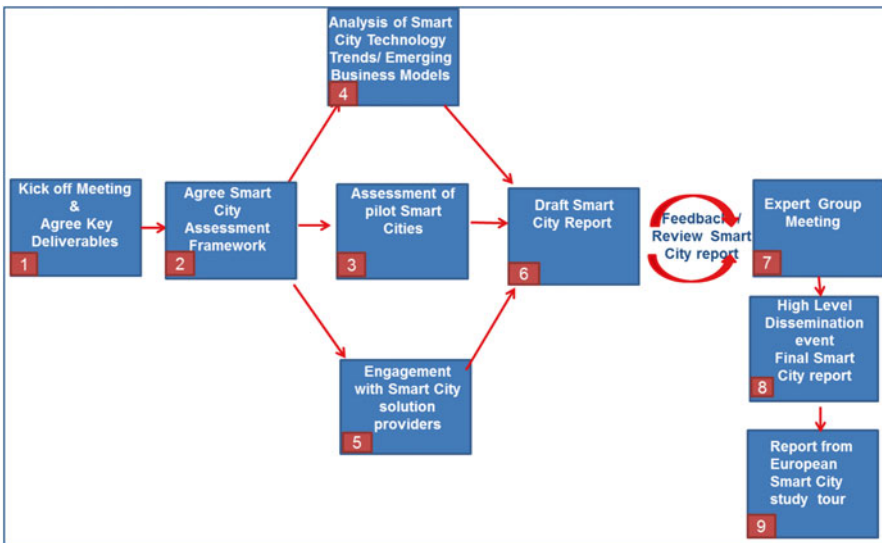 Kick off Meeting
&
Agree Key
Deliverables
1
Agree Smart
City
Assessment
Framework
2
Assessment of
pilot Smart
Cities
3
Analysis of Smart
City Technology
Trends/ Emerging
Business Models
4
Engagement
with Smart City
solution
providers
5
Draft Smart
City Report
6
Feedback /
Review Smart
City report
Expert Group
Meeting
7
High Level
Dissemination
event
Final Smart
City report
8
Report from
European
Smart City
study tour
9